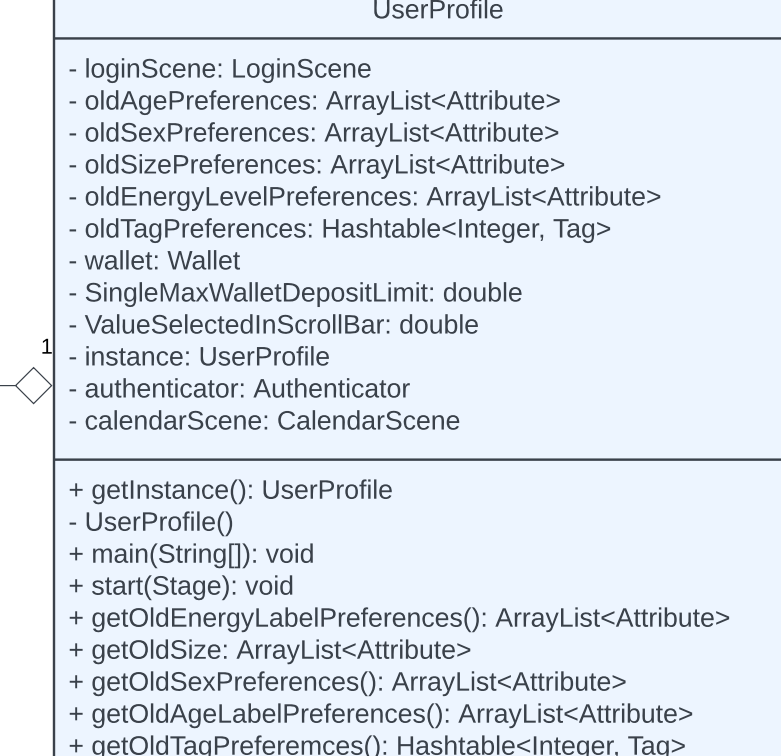 UserProfile
- loginScene: LoginScene
- oldAgePreferences: ArrayList<Attribute>
- oldSexPreferences: ArrayList<Attribute>
- oldSizePreferences: ArrayList<Attribute>
- oldEnergyLevelPreferences: ArrayList<Attribute>
- oldTagPreferences: Hashtable<Integer, Tag>
- wallet: Wallet
- SingleMaxWalletDepositLimit: double
- ValueSelectedInScrollBar: double
1
- instance: UserProfile
- authenticator: Authenticator
- calendarScene: CalendarScene
+ getInstance(): UserProfile
- UserProfile()
+ main(String[]): void
+ start(Stage): void
+ getOldEnergyLabelPreferences(): ArrayList<Attribute>
+ getOldSize: ArrayList<Attribute>
+ getOldSexPreferences(): ArrayList<Attribute>
+ getOldAgeLabelPreferences(): ArrayList<Attribute>
+ getOldTagPreferemces(): Hashtable<Integer, Tag>